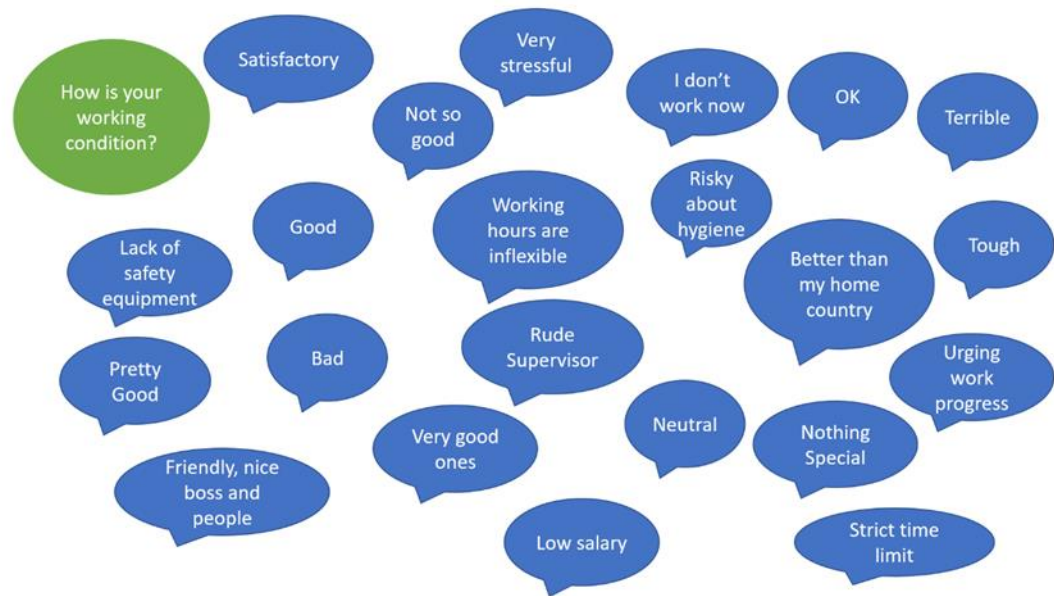 How is your
working
condition?
Satisfactory
Very
stressful
Not so
good
I don’t
work now
OK
Terrible
Good
Working
hours are
inflexible
Risky
about
hygiene
Lack of
safety
equipment
Better than
my home
country
Tough
Pretty
Good
Bad
Rude
Supervisor
Urging
work
progress
Very good
ones
Neutral
Nothing
Special
Friendly, nice
boss and
people
Low salary
Strict time
limit